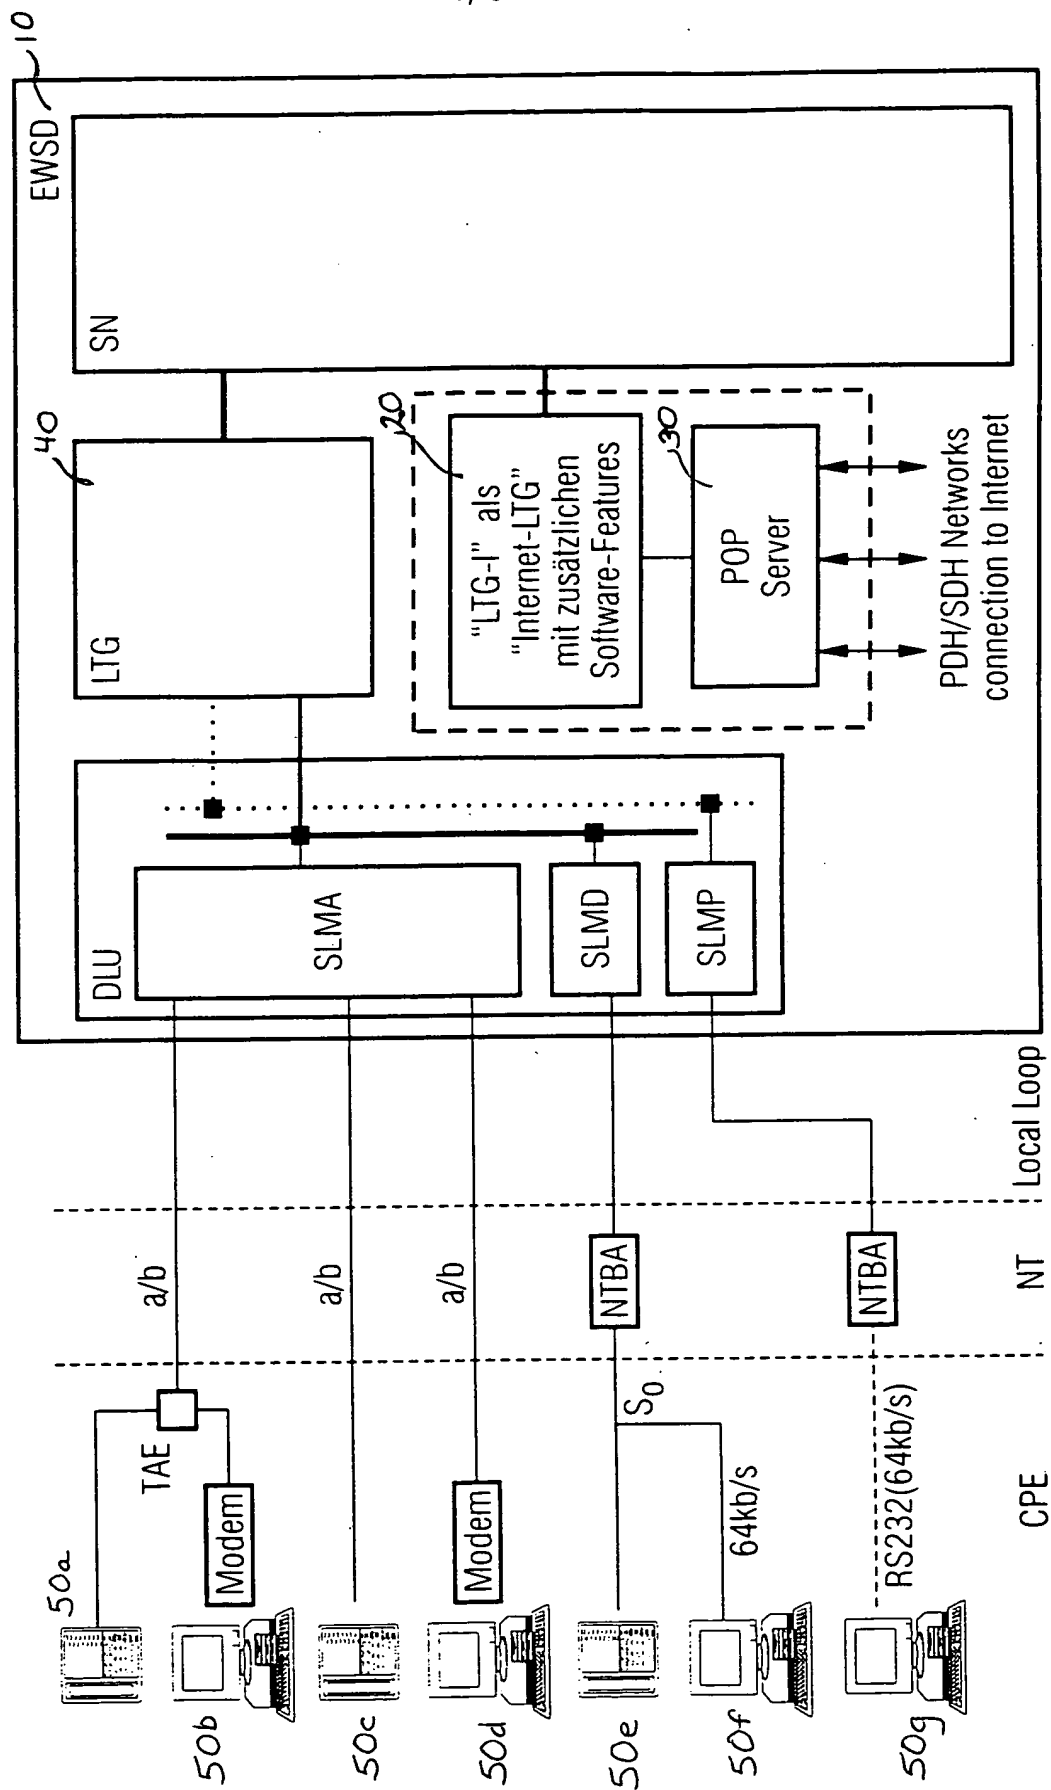 10
EWSD
SN
40
LTG
20
"LTG-I" als
"Internet-LTG"
mit zusätzlichen
Software-Features
30
POP
Server
PDH/SDH Networks
connection to Internet
DLU
SLMA
SLMD
SLMP
Local Loop
a/b
a/b
a/b
NTBA
NTBA
NT
50a
TAE
Modem
50b
50c
Modem
50d
S0
50e
64kb/s
50f
RS232(64kb/s)
50g
CPE